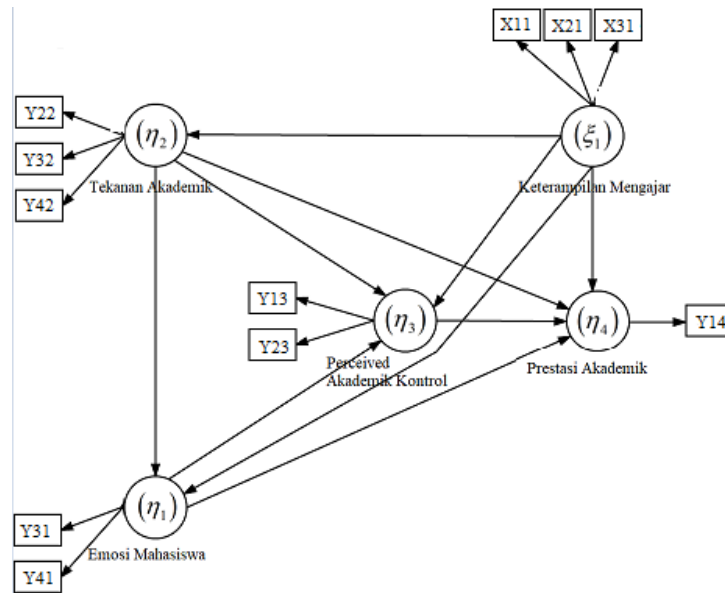 X11 X21 X31
Y22
(η₂)
(ξ₁)
Y32
Y42
Tekanan Akademik
Keterampilan Mengajar
Y13
(η₃)
(η₄)
Y14
Y23
Perceived
Akademik Kontrol
Prestasi Akademik
(η₁)
Y31
Emosi Mahasiswa
Y41